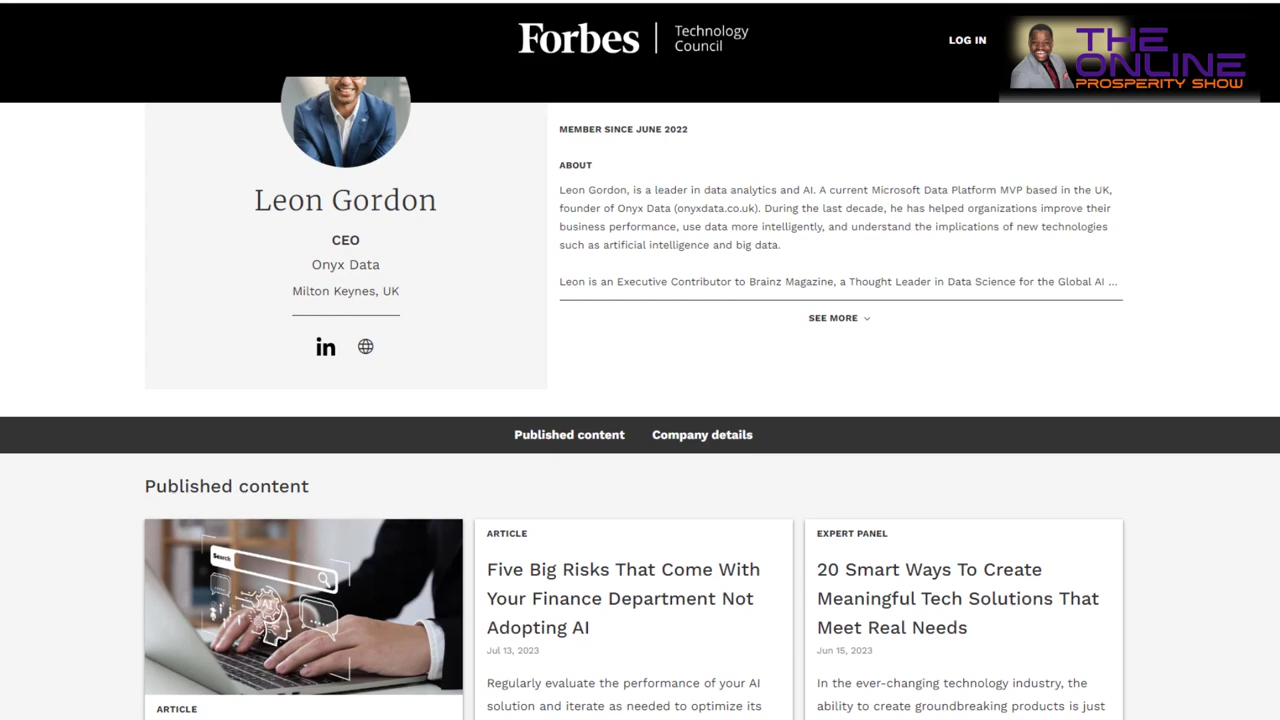 Forbes
Technology
Council
LOG IN
THE
ONLINE
PROSPERITY SHOW
Leon Gordon
CEO
Onyx Data
Milton Keynes, UK
in
MEMBER SINCE JUNE 2022
ABOUT
Leon Gordon, is a leader in data analytics and AI. A current Microsoft Data Platform MVP based in the UK,
founder of Onyx Data (onyxdata.co.uk). During the last decade, he has helped organizations improve their
business performance, use data more intelligently, and understand the implications of new technologies
such as artificial intelligence and big data.
Leon is an Executive Contributor to Brainz Magazine, a Thought Leader in Data Science for the Global AI ...
SEE MORE
Published content Company details
Published content
Search
ARTICLE
ARTICLE
Five Big Risks That Come With
Your Finance Department Not
Adopting AI
Jul 13, 2023
Regularly evaluate the performance of your AI
solution and iterate as needed to optimize its
EXPERT PANEL
20 Smart Ways To Create
Meaningful Tech Solutions That
Meet Real Needs
Jun 15, 2023
In the ever-changing technology industry, the
ability to create groundbreaking products is just